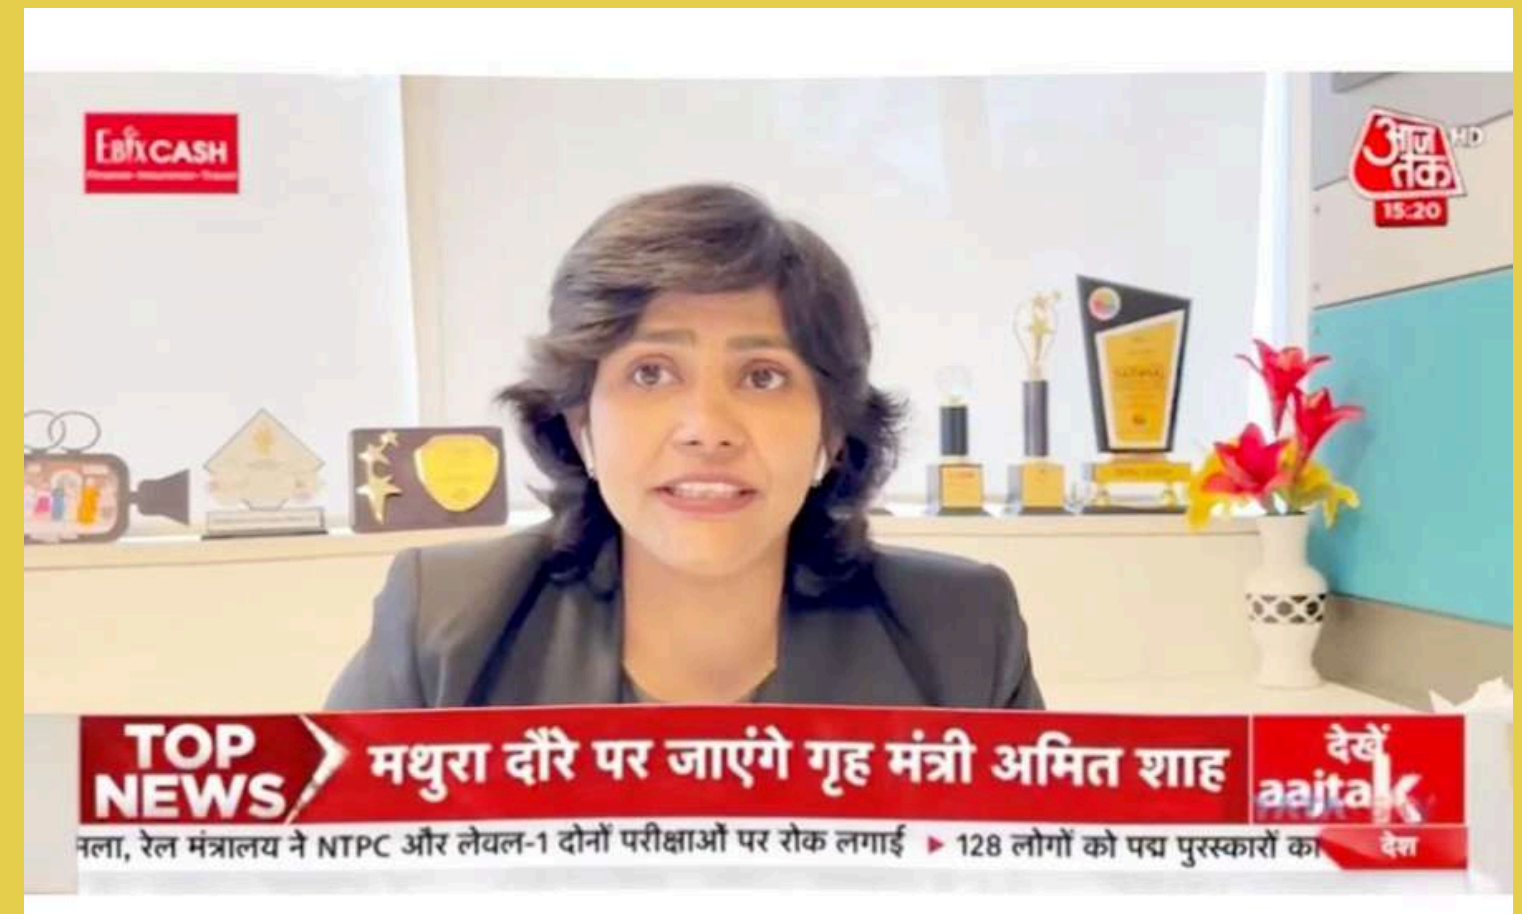 EbixCASH
आज
तक
HD
15:20
TOP
NEWS
मथुरा दौरे पर जाएंगे गृह मंत्री अमित शाह
देखें
aajtak
रेल मंत्रालय ने NTPC और लेवल-1 दोनों परीक्षाओं पर रोक लगाई ▶ 128 लोगों को पद्म पुरस्कारों का
देश